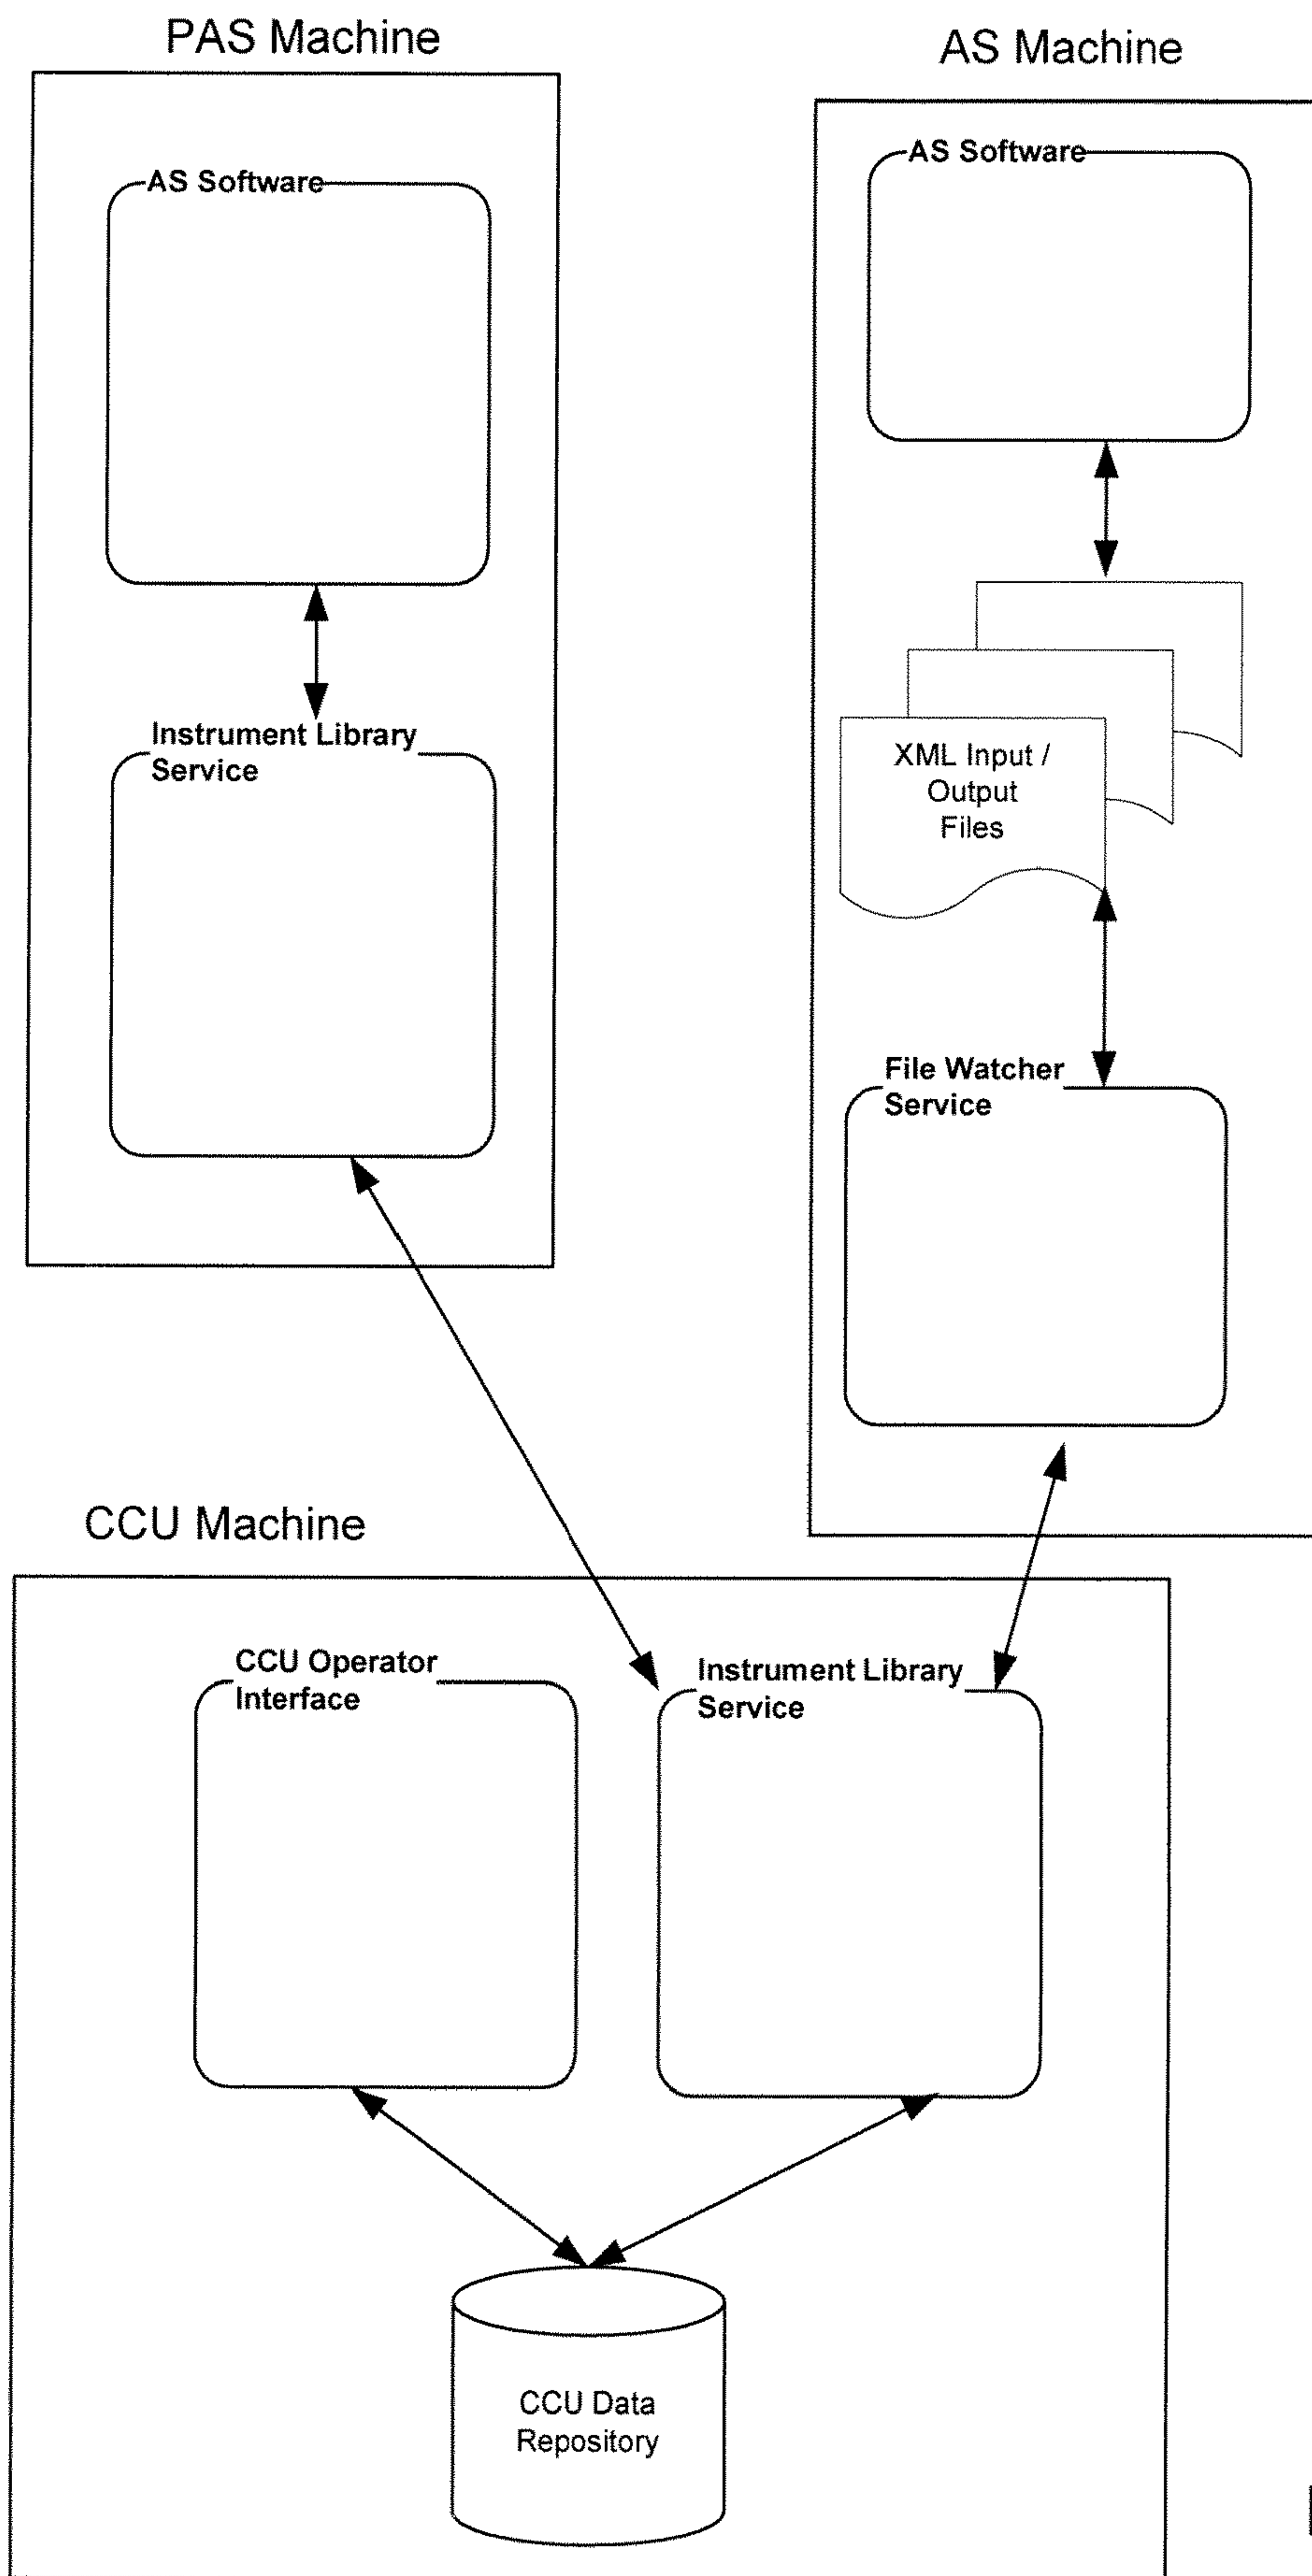 PAS Machine
AS Software
Instrument Library
Service
AS Machine
AS Software
XML Input /
Output
Files
File Watcher
Service
CCU Machine
CCU Operator
Interface
Instrument Library
Service
CCU Data
Repository